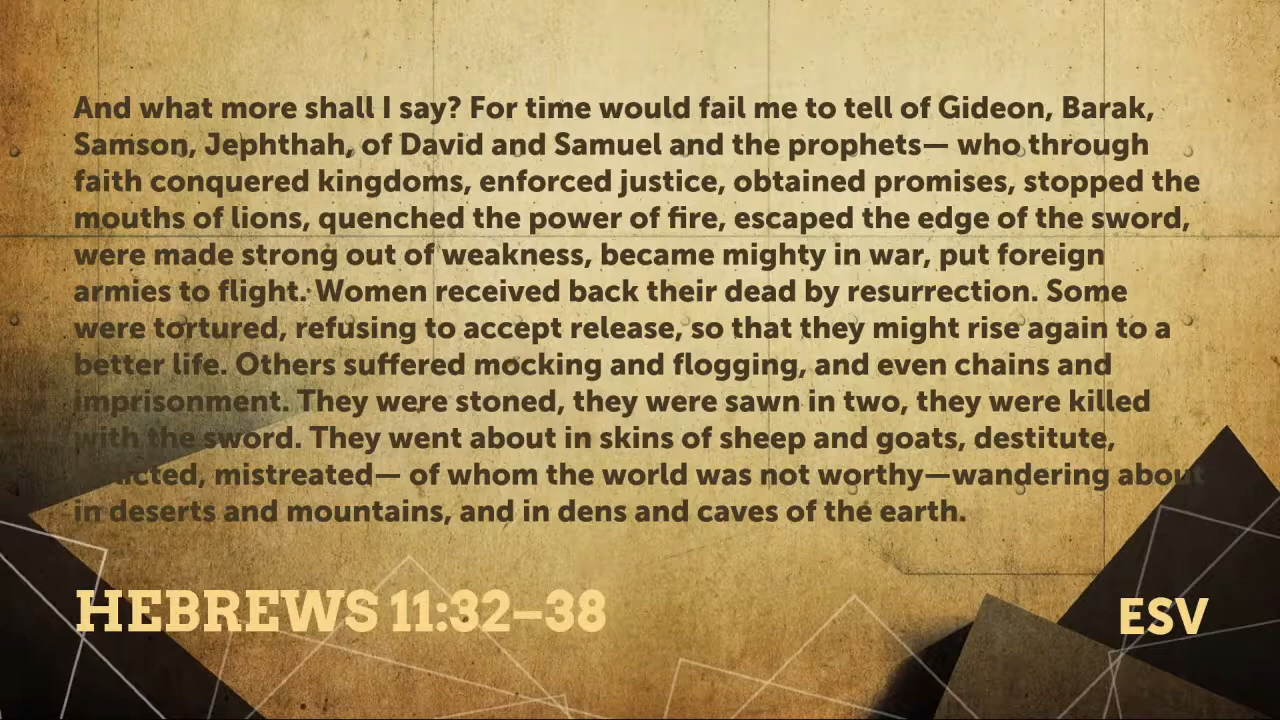 And what more shall I say? For time would fail me to tell of Gideon, Barak,
Samson, Jephthah, of David and Samuel and the prophets— who through
faith conquered kingdoms, enforced justice, obtained promises, stopped the
mouths of lions, quenched the power of fire, escaped the edge of the sword,
were made strong out of weakness, became mighty in war, put foreign
armies to flight. Women received back their dead by resurrection. Some
were tortured, refusing to accept release, so that they might rise again to a
better life. Others suffered mocking and flogging, and even chains and
imprisonment. They were stoned, they were sawn in two, they were killed
with the sword. They went about in skins of sheep and goats, destitute,
afflicted, mistreated— of whom the world was not worthy—wandering about
in deserts and mountains, and in dens and caves of the earth.
HEBREWS 11:32–38
ESV